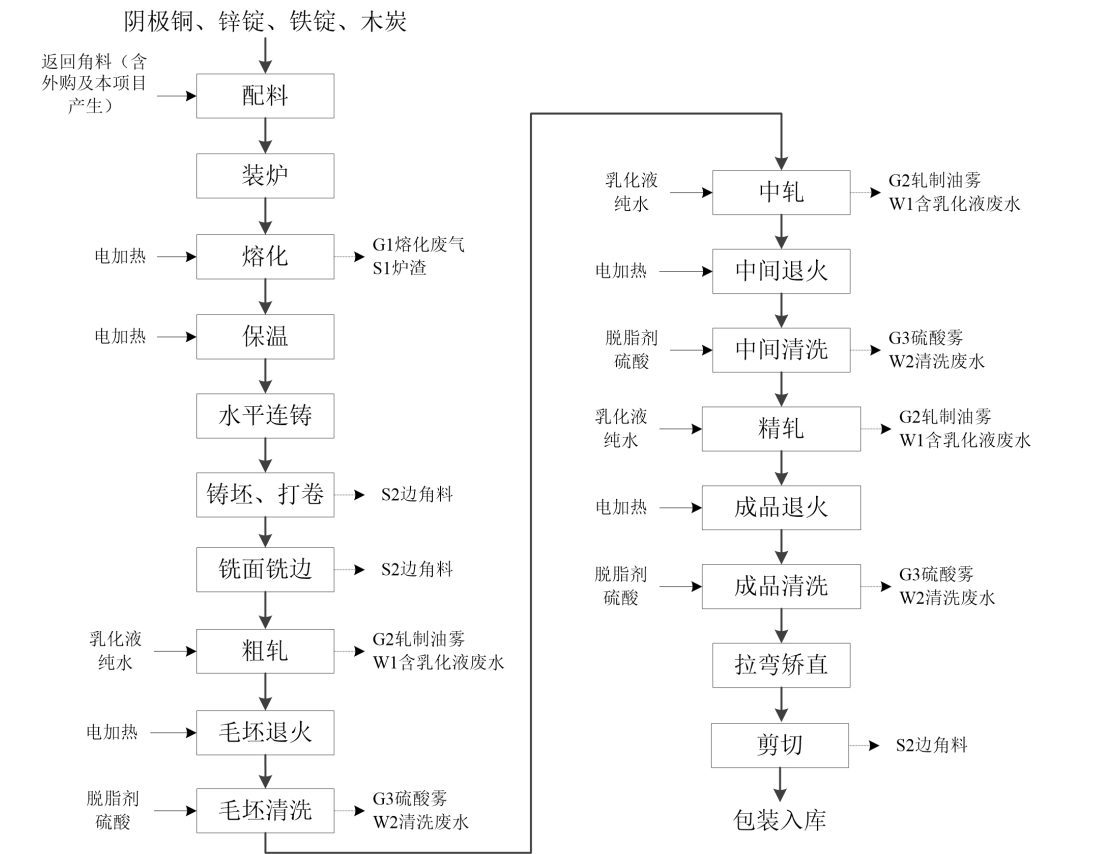 阴极铜、锌锭、铁锭、木炭
返回角料（含
外购及本项目
产生）
配料
装炉
电加热
熔化
G1熔化废气
S1炉渣
电加热
保温
水平连铸
铸坯、打卷
S2边角料
铣面铣边
S2边角料
乳化液
纯水
粗轧
G2轧制油雾
W1含乳化液废水
电加热
毛坯退火
脱脂剂
硫酸
毛坯清洗
G3硫酸雾
W2清洗废水
乳化液
纯水
中轧
G2轧制油雾
W1含乳化液废水
电加热
中间退火
脱脂剂
硫酸
中间清洗
G3硫酸雾
W2清洗废水
乳化液
纯水
精轧
G2轧制油雾
W1含乳化液废水
电加热
成品退火
脱脂剂
硫酸
成品清洗
G3硫酸雾
W2清洗废水
拉弯矫直
剪切
S2边角料
包装入库